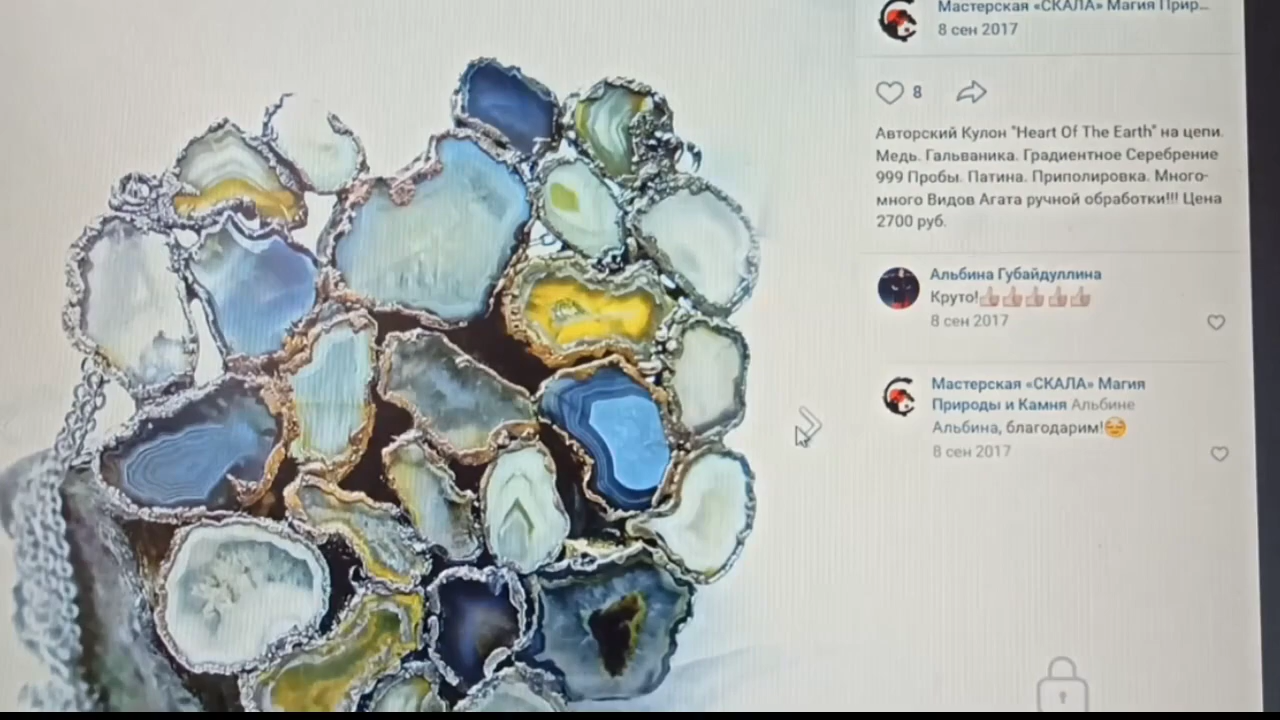 Мастерская «СКАЛА» Магия Прир...
8 сен 2017
8
Авторский Кулон "Heart Of The Earth" на цепи.
Медь. Гальваника. Градиентное Серебрение
999 Пробы. Патина. Приполировка. Много-
много Видов Агата ручной обработки!!! Цена
2700 руб.
Альбина Губайдуллина
Круто!👍👍👍👍👍
8 сен 2017
Мастерская «СКАЛА» Магия
Природы и Камня Альбине
Альбина, благодарим!😌
8 сен 2017